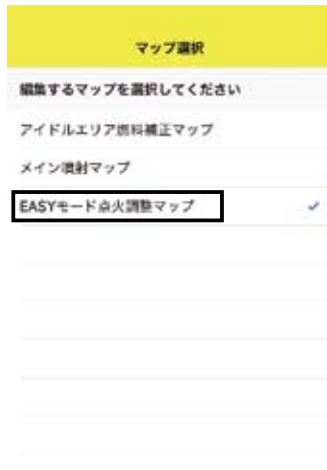 マップ選択
編集するマップを選択してください
アイドルエリア燃料補正マップ
メイン噴射マップ
EASYモード点火調整マップ